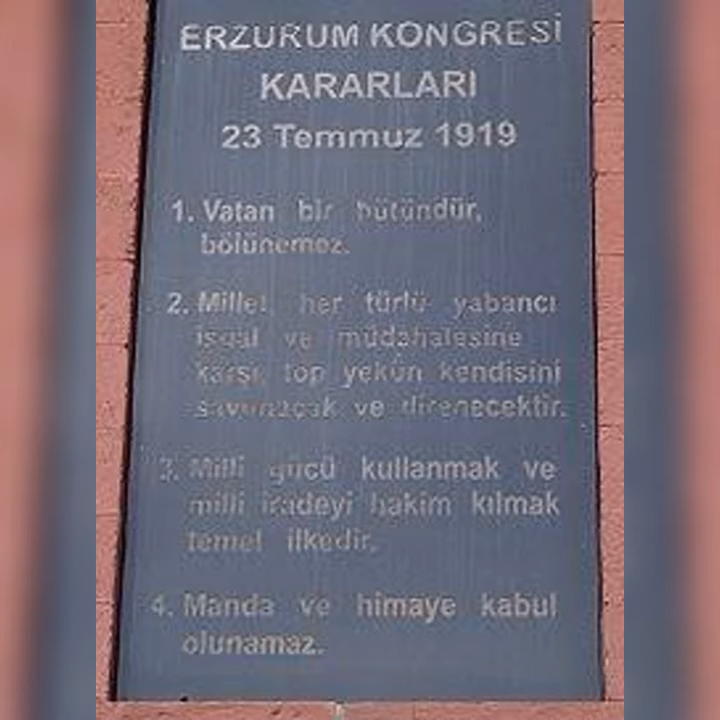 ERZURUM KONGRESİ
KARARLARI
23 Temmuz 1919
1. Vatan bir bütündür,
bölünemez.
2. Millet her türlü yabancı
işgal ve müdahalesine
karşı top yekûn kendisini
savunacak ve direnecektir.
3. Milli gücü kullanmak ve
milli iradeyi hakim kılmak
temel ilkedir.
4. Manda ve himaye kabul
olunamaz.